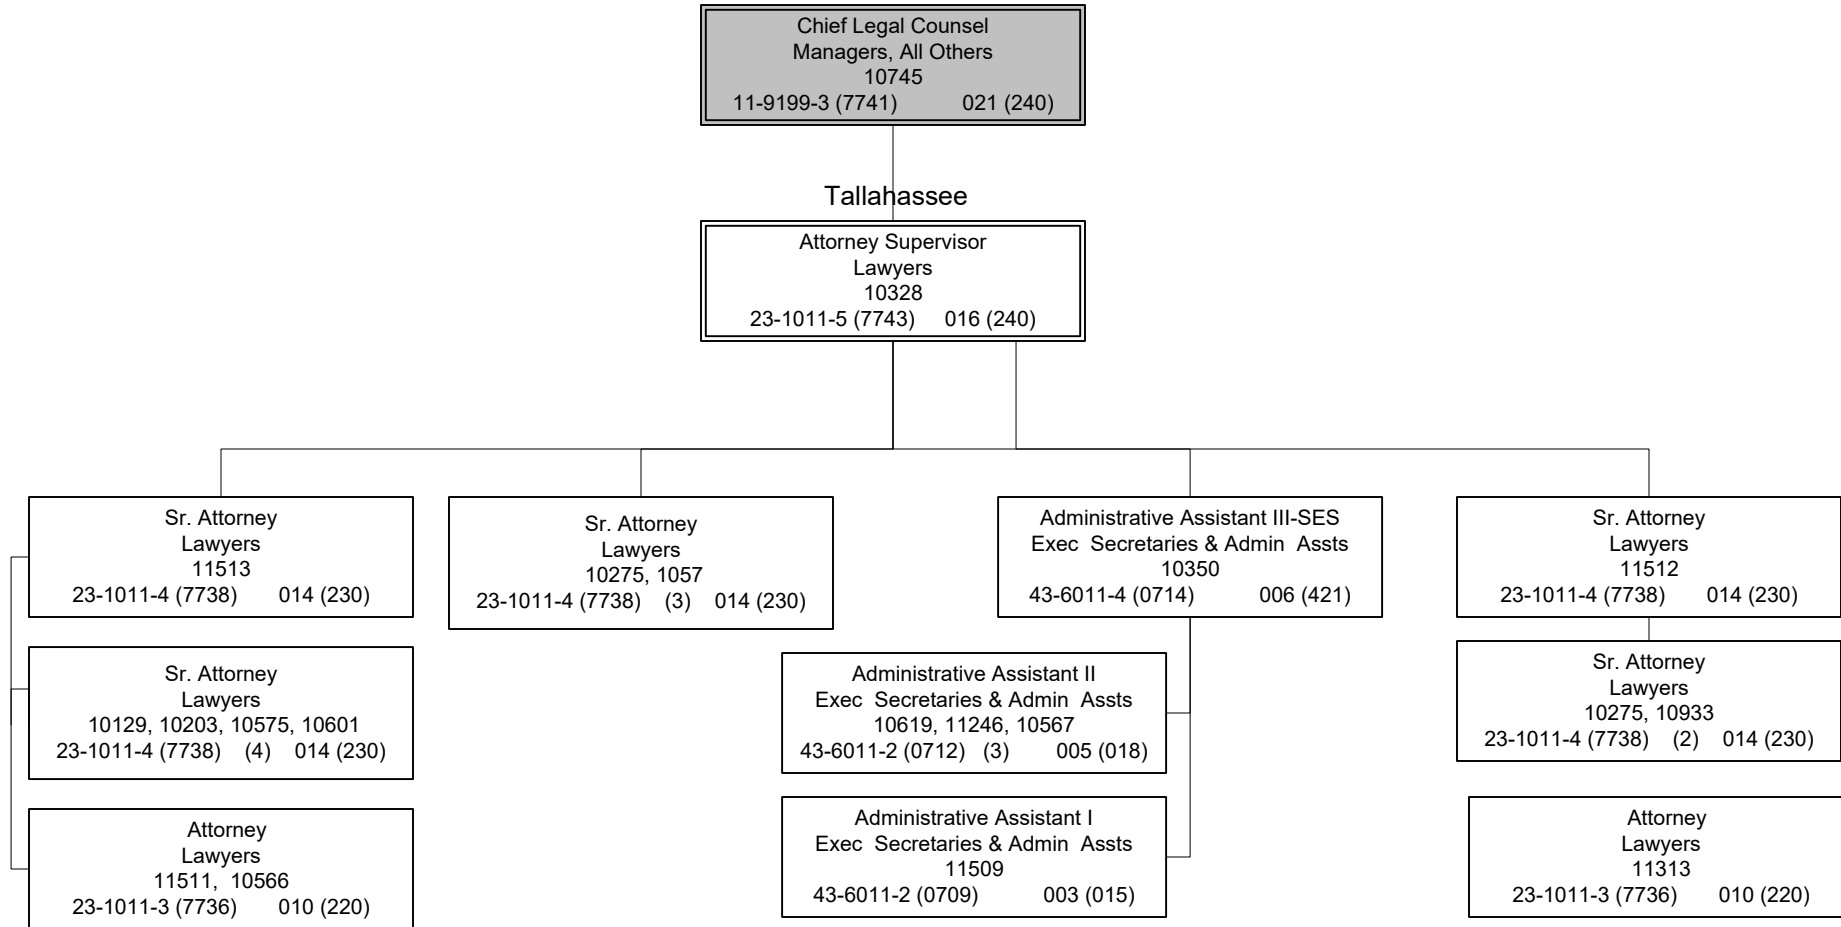 Chief Legal Counsel
Managers, All Others
10745
11-9199-3 (7741) 021 (240)
Tallahassee
Attorney Supervisor
Lawyers
10328
23-1011-5 (7743) 016 (240)
Sr. Attorney
Lawyers
11513
23-1011-4 (7738) 014 (230)
Sr. Attorney
Lawyers
10129, 10203, 10575, 10601
23-1011-4 (7738) (4) 014 (230)
Attorney
Lawyers
11511, 10566
23-1011-3 (7736) 010 (220)
Sr. Attorney
Lawyers
10275, 1057
23-1011-4 (7738) (3) 014 (230)
Administrative Assistant III-SES
Exec Secretaries & Admin Assts
10350
43-6011-4 (0714) 006 (421)
Administrative Assistant II
Exec Secretaries & Admin Assts
10619, 11246, 10567
43-6011-2 (0712) (3) 005 (018)
Administrative Assistant I
Exec Secretaries & Admin Assts
11509
43-6011-2 (0709) 003 (015)
Sr. Attorney
Lawyers
11512
23-1011-4 (7738) 014 (230)
Sr. Attorney
Lawyers
10275, 10933
23-1011-4 (7738) (2) 014 (230)
Attorney
Lawyers
11313
23-1011-3 (7736) 010 (220)